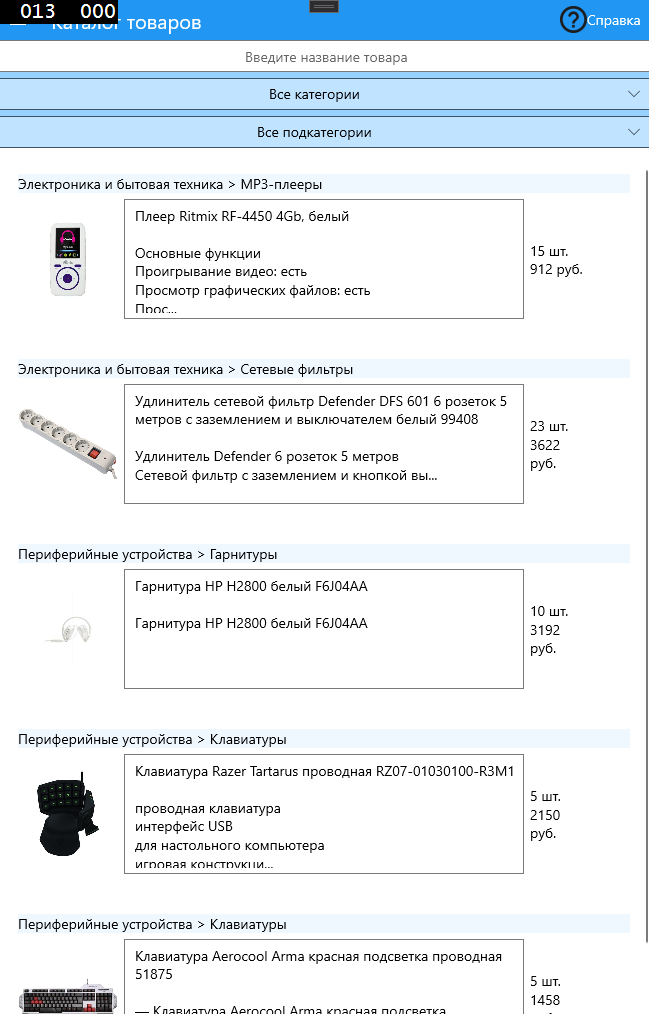 013 000
Каталог товаров
Справка
Введите название товара
Все категории
Все подкатегории
Электроника и бытовая техника > MP3-плееры
Плеер Ritmix RF-4450 4Gb, белый
Основные функции
Проигрывание видео: есть
Просмотр графических файлов: есть
Прос...
15 шт.
912 руб.
Электроника и бытовая техника > Сетевые фильтры
Удлинитель сетевой фильтр Defender DFS 601 6 розеток 5
метров с заземлением и выключателем белый 99408
Удлинитель Defender 6 розеток 5 метров
Сетевой фильтр с заземлением и кнопкой вы...
23 шт.
3622
руб.
Периферийные устройства > Гарнитуры
Гарнитура HP H2800 белый F6J04AA
Гарнитура HP H2800 белый F6J04AA
10 шт.
3192
руб.
Периферийные устройства > Клавиатуры
Клавиатура Razer Tartarus проводная RZ07-01030100-R3M1
проводная клавиатура
интерфейс USB
для настольного компьютера
игровая конструкци...
5 шт.
2150
руб.
Периферийные устройства > Клавиатуры
Клавиатура Aerocool Arma красная подсветка проводная
51875
— Клавиатура Aerocool Arma красная подсветка
5 шт.
1458